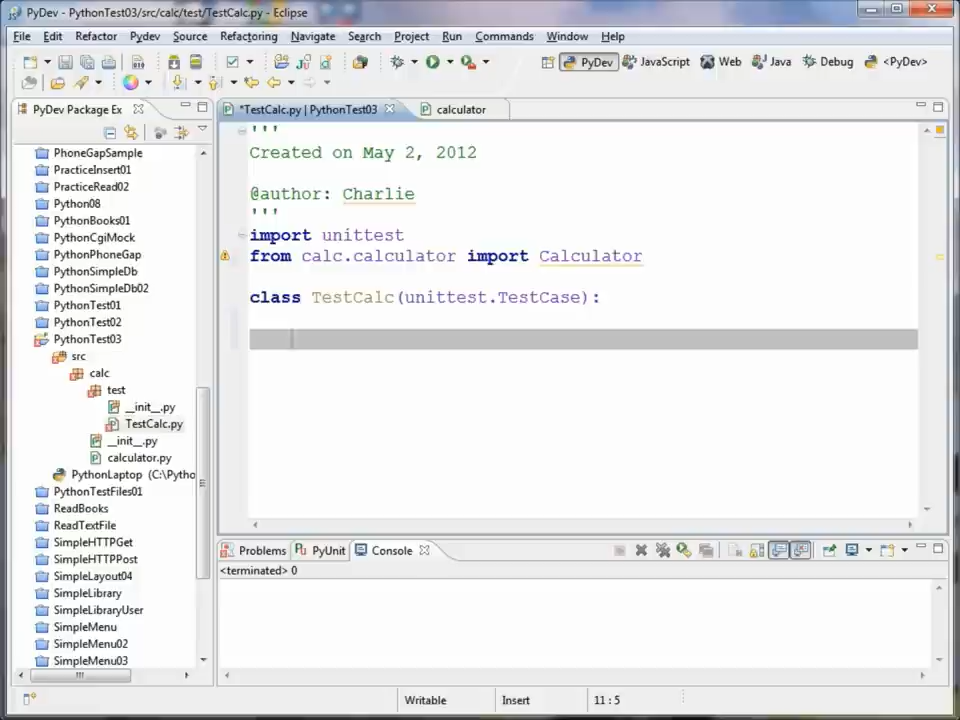 PyDev - PythonTest03/src/calc/test/TestCalc.py - Eclipse
File Edit Refactor Pydev Source Refactoring Navigate Search Project Run Commands Window Help
PyDev JavaScript Web Java Debug <PyDev>
PyDev Package Ex
*TestCalc.py | PythonTest03
calculator
PhoneGapSample
PracticeInsert01
PracticeRead02
Python08
PythonBooks01
PythonCgiMock
PythonPhoneGap
PythonSimpleDb
PythonSimpleDb02
PythonTest01
PythonTest02
PythonTest03
src
calc
test
__init__.py
TestCalc.py
__init__.py
calculator.py
PythonLaptop (C:\Pytho
PythonTestFiles01
ReadBooks
ReadTextFile
SimpleHTTPGet
SimpleHTTPPost
SimpleLayout04
SimpleLibrary
SimpleLibraryUser
SimpleMenu
SimpleMenu02
SimpleMenu03
'''
Created on May 2, 2012
@author: Charlie
'''
import unittest
from calc.calculator import Calculator
class TestCalc(unittest.TestCase):
Problems PyUnit Console
<terminated> 0
Writable Insert 11 : 5